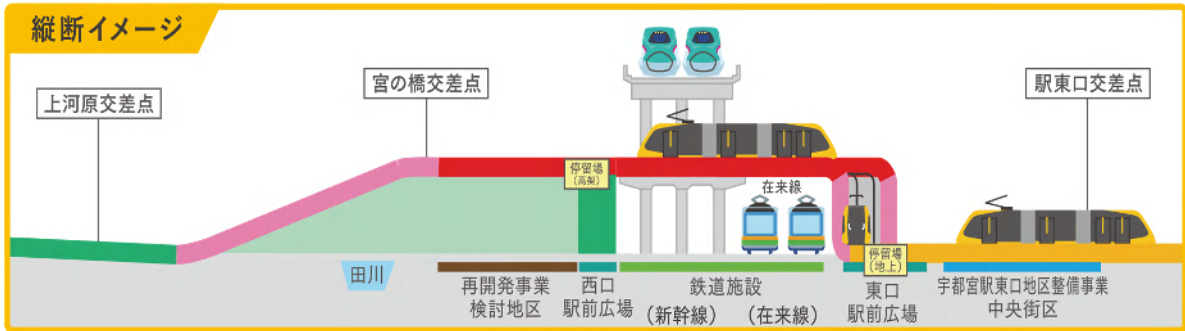 縦断イメージ
上河原交差点
宮の橋交差点
駅東口交差点
停留場
(高架)
在来線
停留場
(地上)
田川
再開発事業
検討地区
西口
駅前広場
鉄道施設
(新幹線)
(在来線)
東口
駅前広場
宇都宮駅東口地区整備事業
中央街区